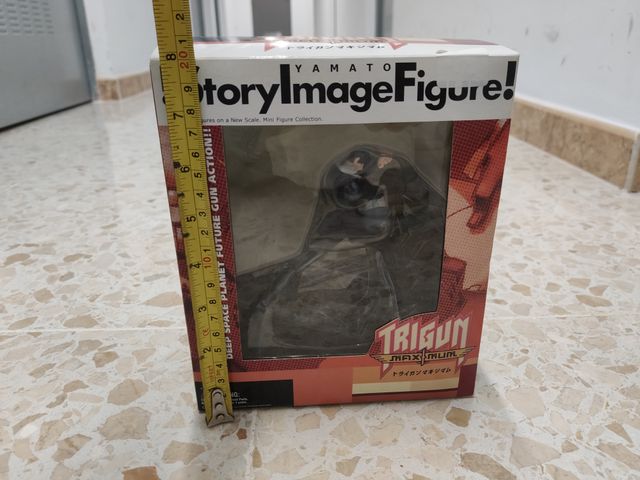 トライガンマキシマム
YAMATO
StoryImageFigure!
Figures on a New Scale, Mini Figure Collection.
DEEP SPACE PLANET FUTURE GUN ACTION!!
TRIGUN
MAXIMUM
トライガンマキシマム